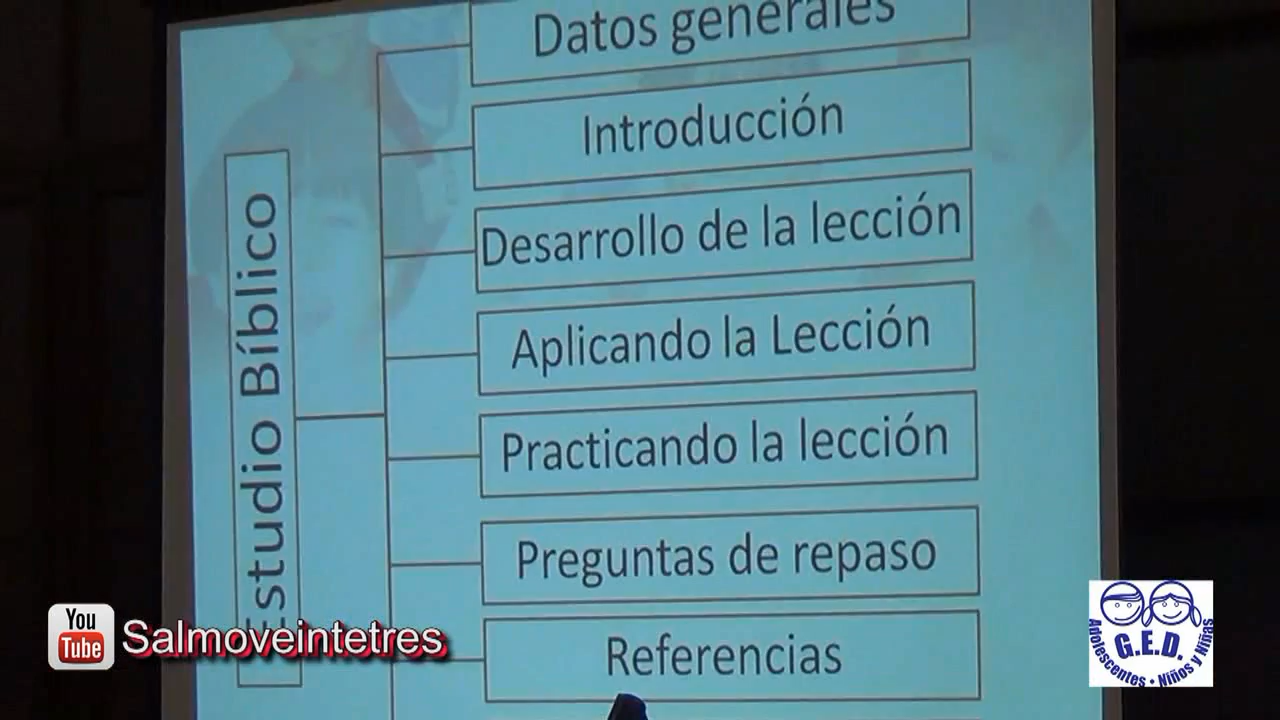 Datos generales
Introducción
Desarrollo de la lección
Aplicando la Lección
Practicando la lección
Preguntas de repaso
Referencias
Estudio Bíblico
You
Tube
Salmoveintetres
G.E.D.
Adolescentes • Niños y Niñas